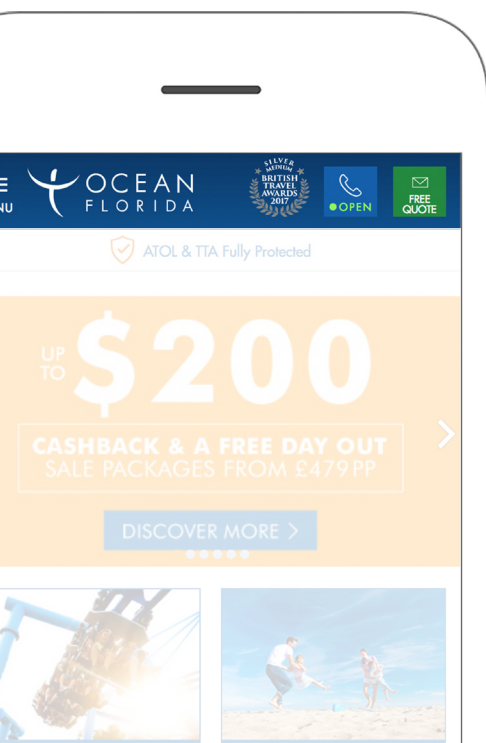 NU
OCEAN
FLORIDA
SILVER
MEDIUM
BRITISH
TRAVEL
AWARDS
2017
OPEN
FREE
QUOTE
ATOL & TTA Fully Protected
UP
TO
$200
CASHBACK & A FREE DAY OUT
SALE PACKAGES FROM £479PP
DISCOVER MORE >